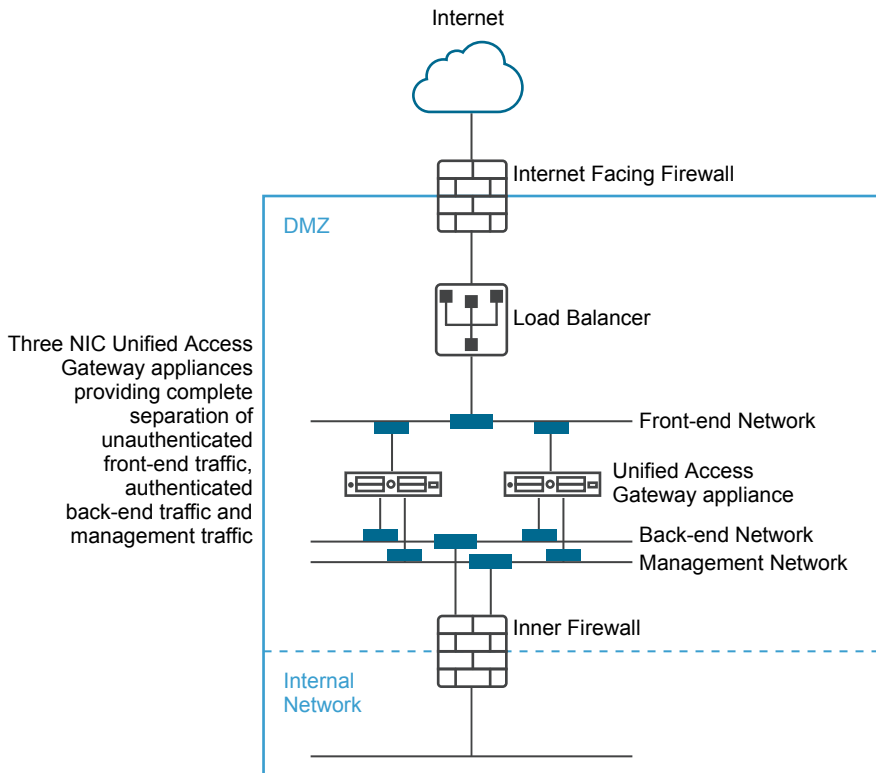 Internet
Internet Facing Firewall
DMZ
Load Balancer
Three NIC Unified Access
Gateway appliances
providing complete
separation of
unauthenticated
front-end traffic,
authenticated
back-end traffic and
management traffic
Front-end Network
Unified Access
Gateway appliance
Back-end Network
Management Network
Inner Firewall
Internal
Network